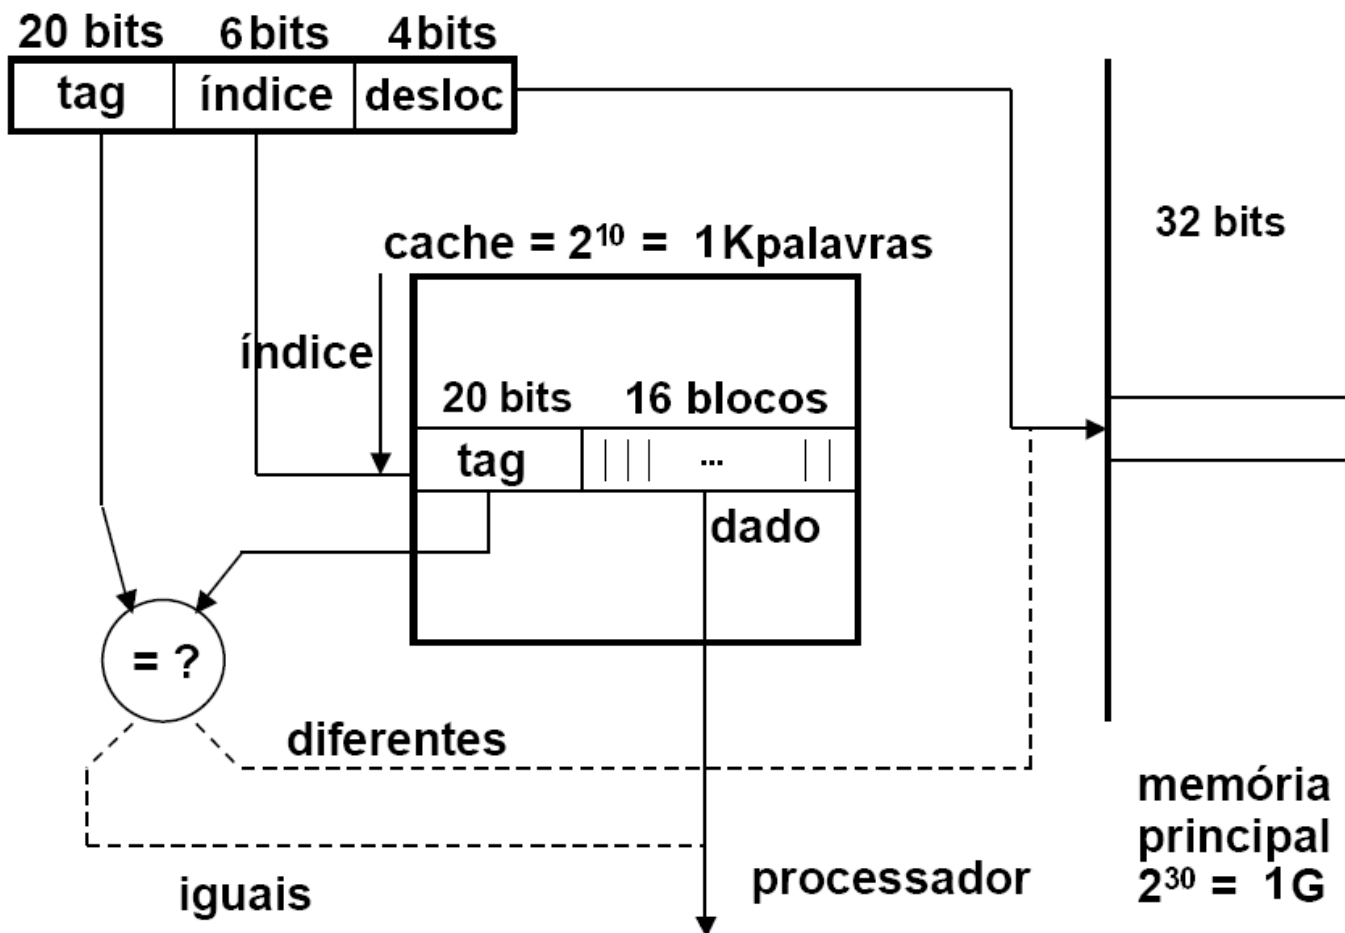 20 bits 6 bits 4 bits
tag índice desloc
32 bits
cache = 2¹⁰ = 1Kpalavras
índice
20 bits 16 blocos
tag ...
dado
= ?
diferentes
memória
principal
2³⁰ = 1G
processador
iguais